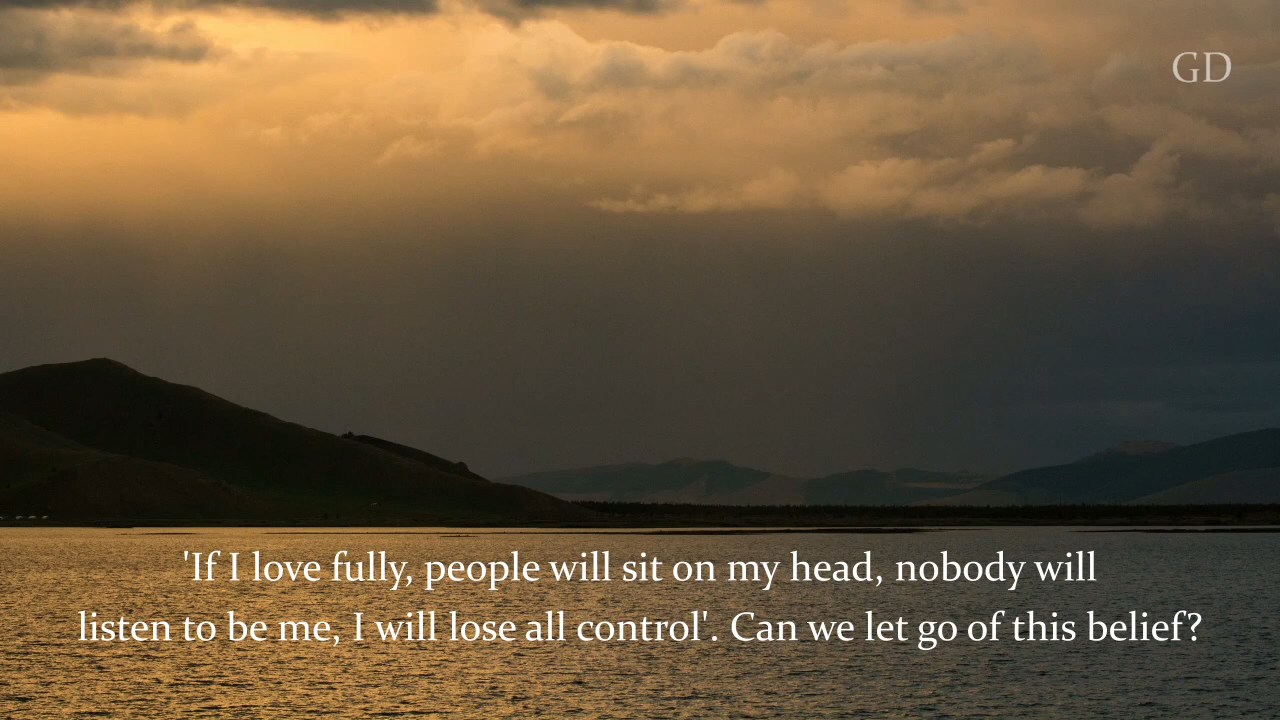 GD
'If I love fully, people will sit on my head, nobody will
listen to be me, I will lose all control'. Can we let go of this belief?